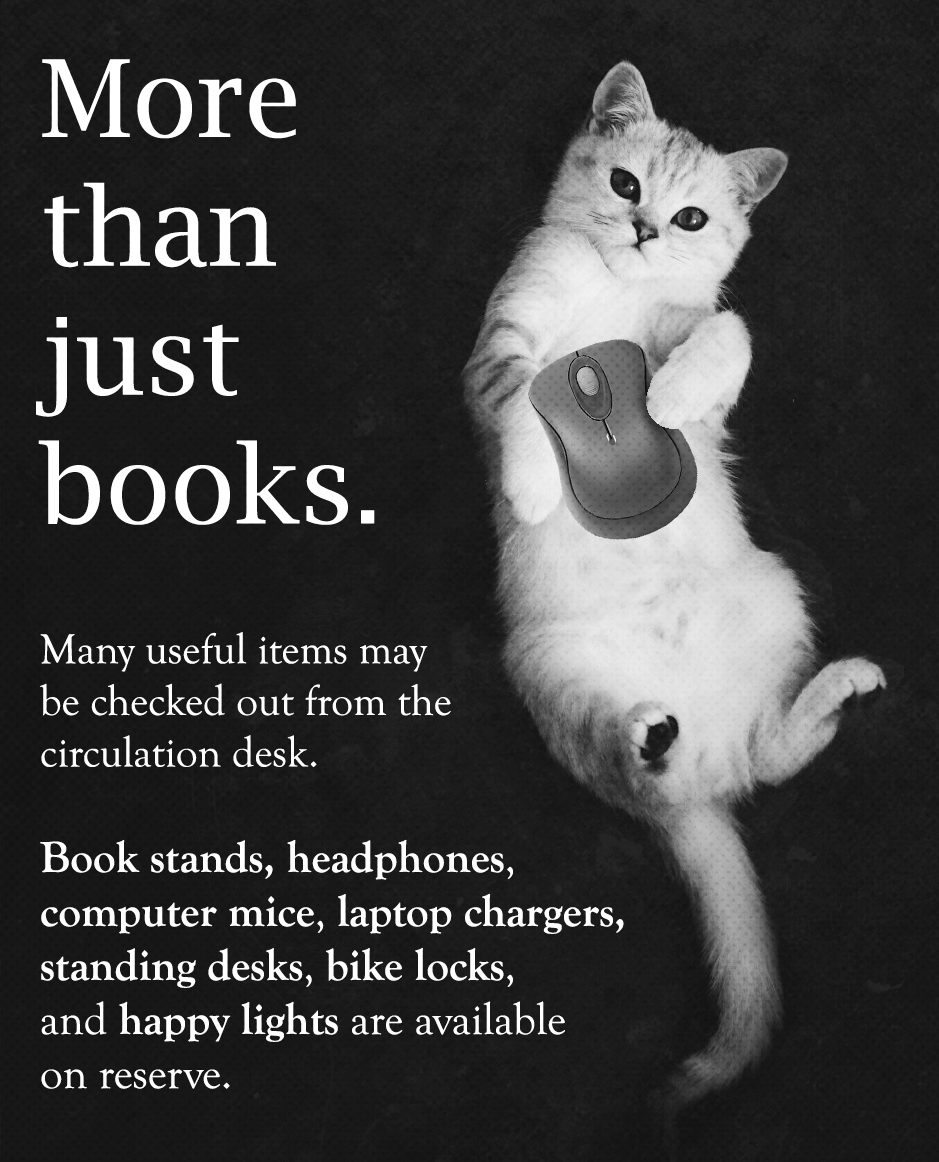 More
than
just
books.
Many useful items may
be checked out from the
circulation desk.
Book stands, headphones,
computer mice, laptop chargers,
standing desks, bike locks,
and happy lights are available
on reserve.